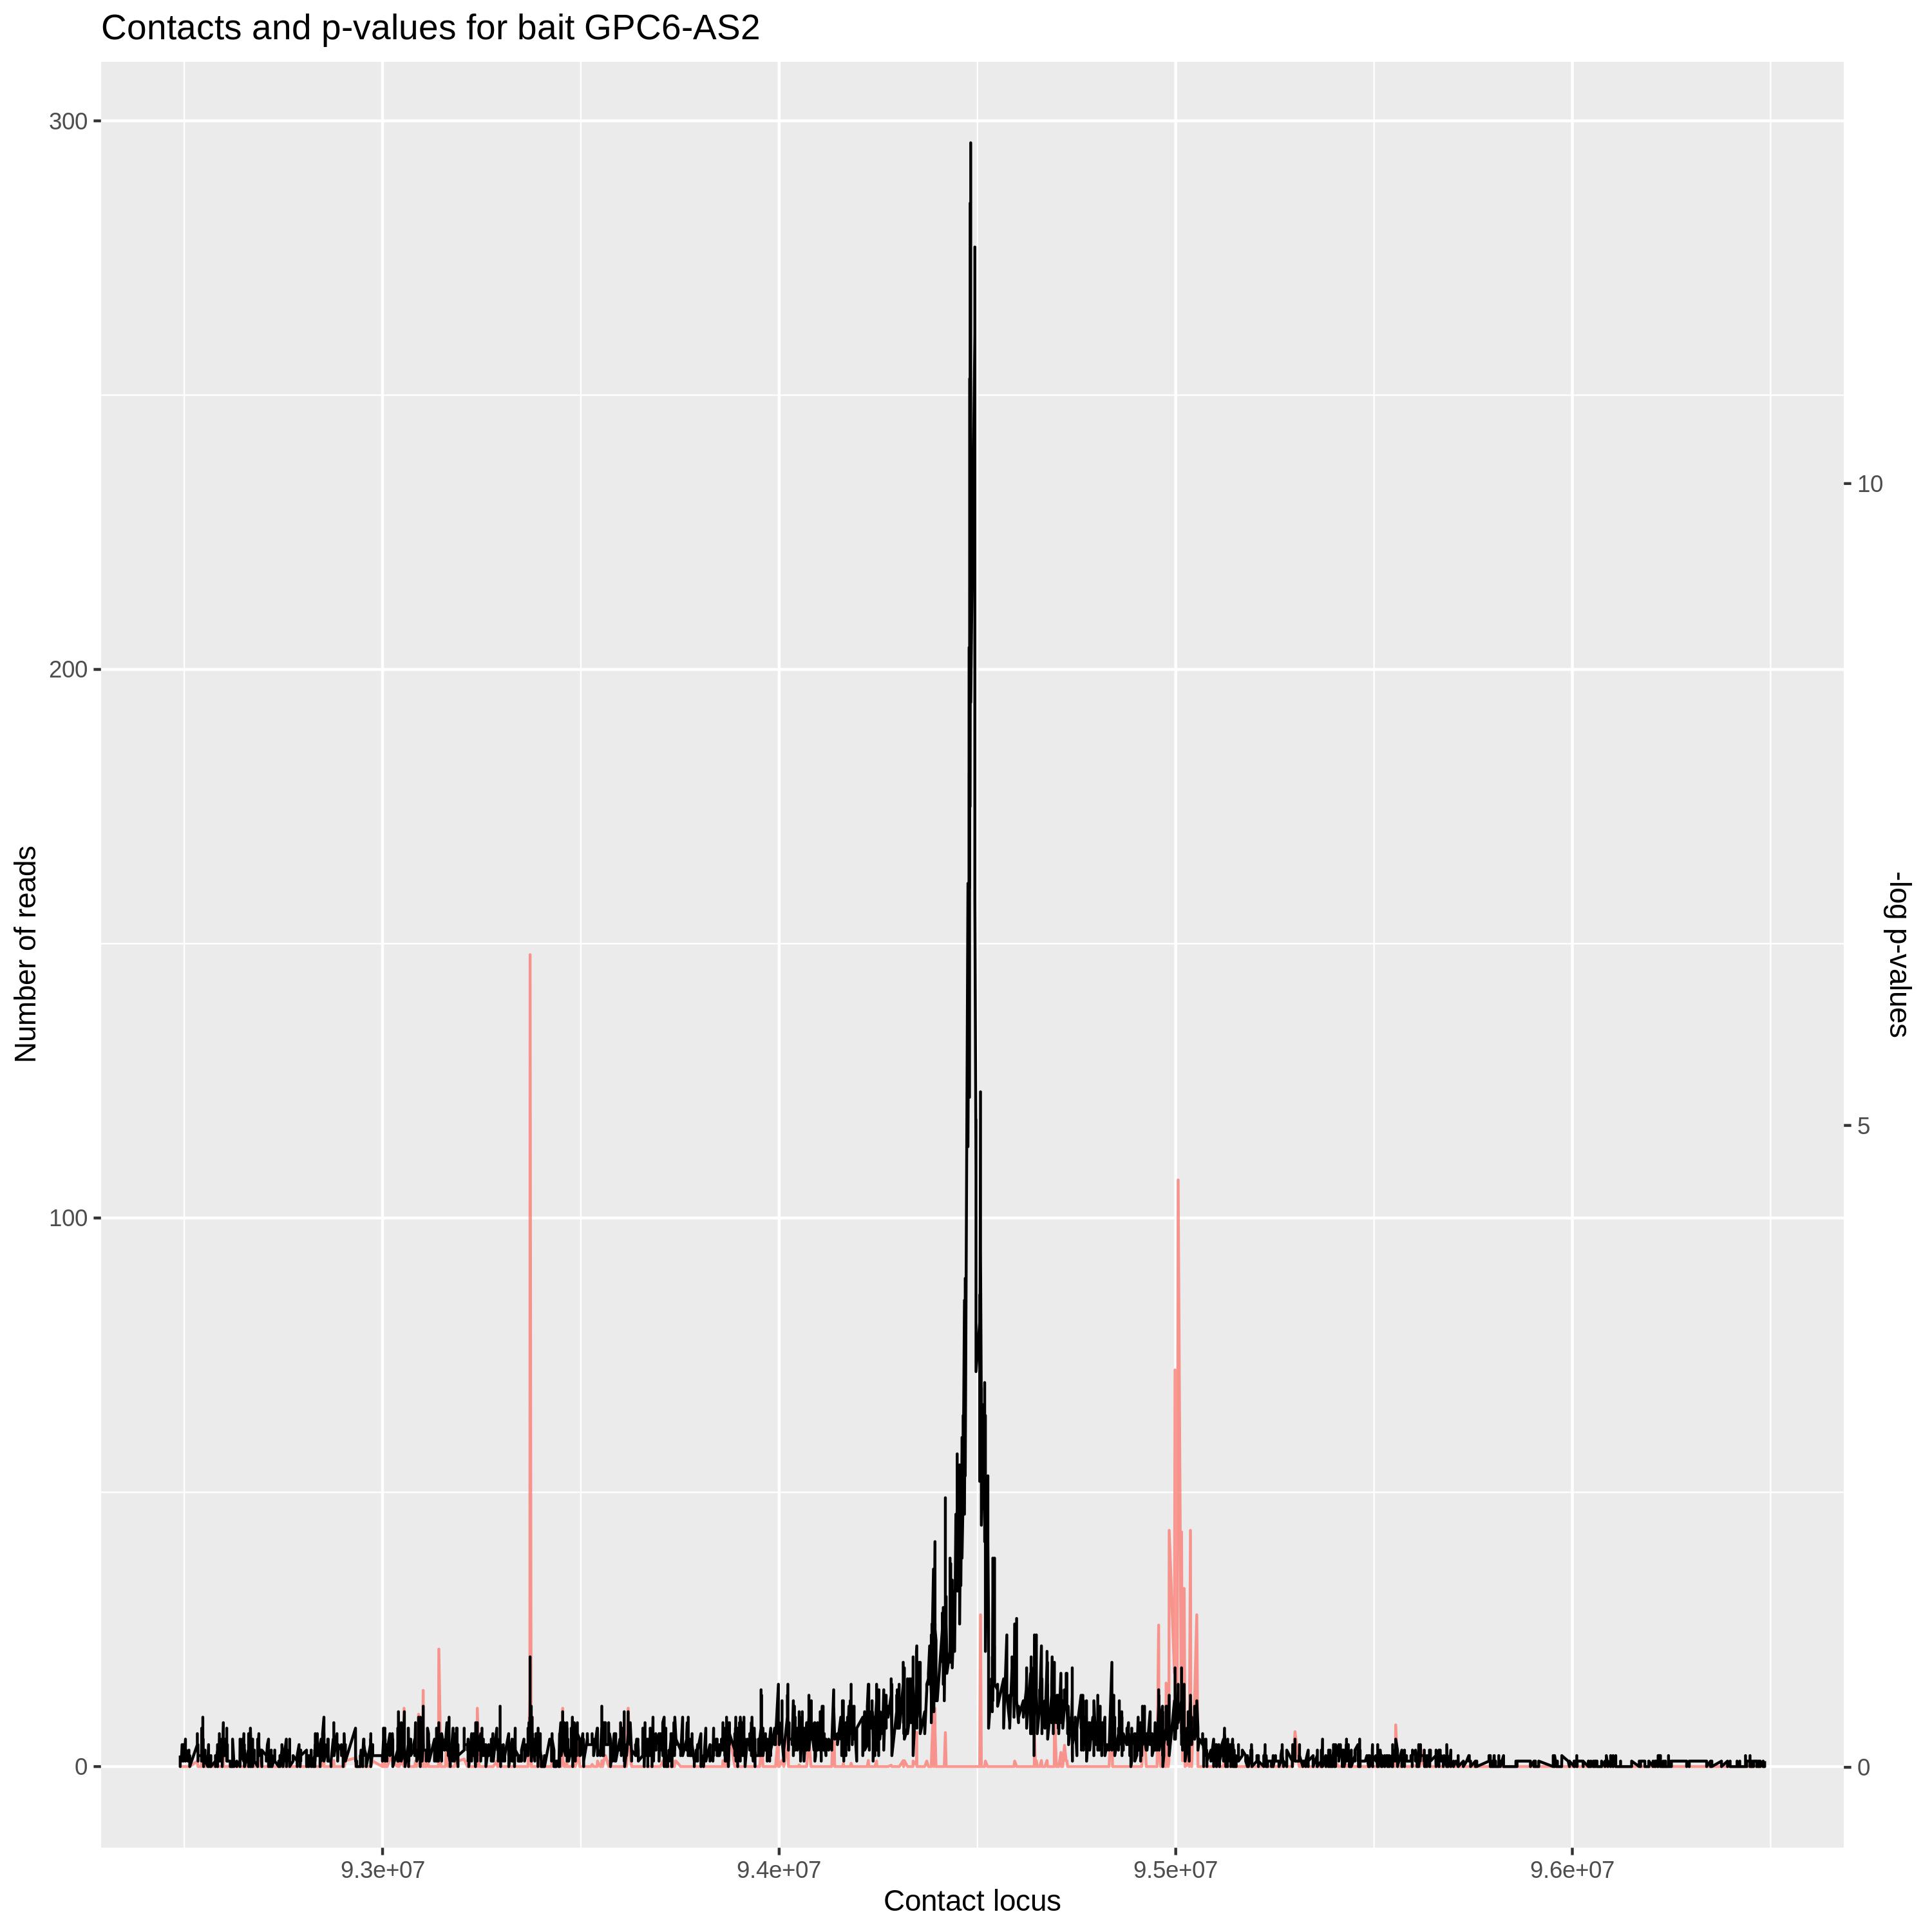 Contacts and p-values for bait GPC6-AS2
300
200
100
0
Number of reads
10
5
0
-log p-values
9.3e+07
9.4e+07
9.5e+07
9.6e+07
Contact locus